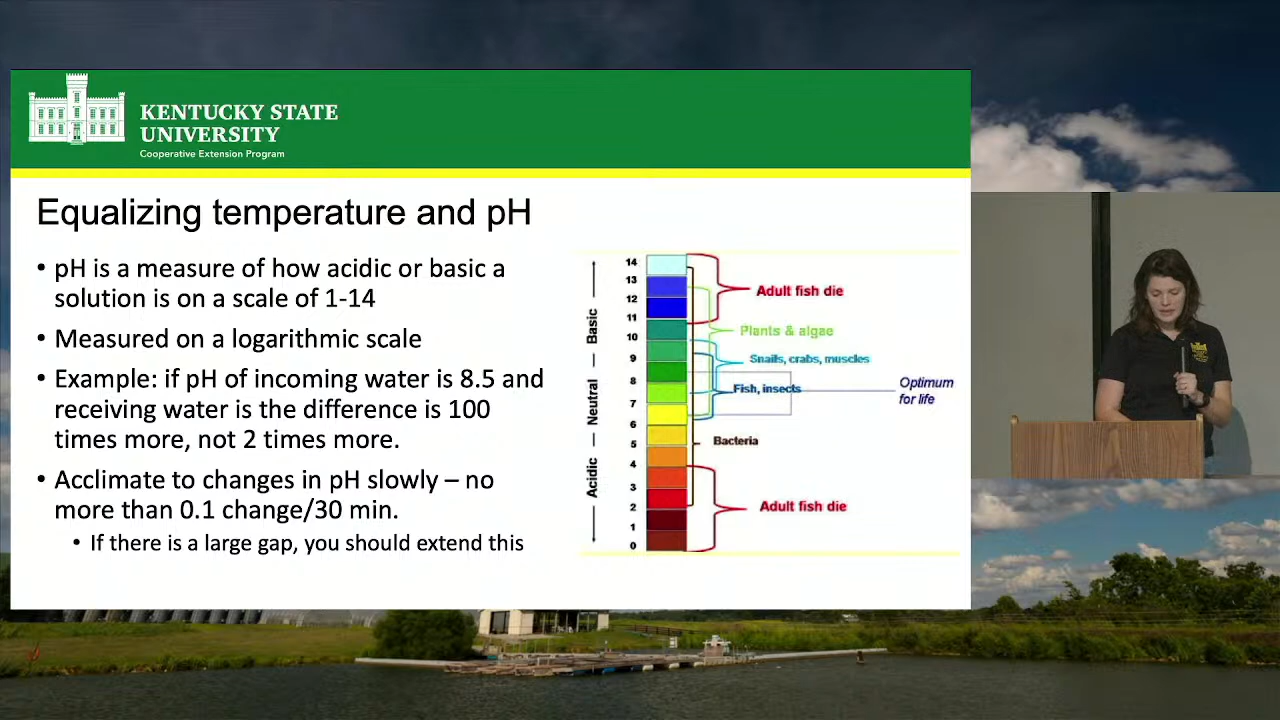 KENTUCKY STATE
UNIVERSITY
Cooperative Extension Program
Equalizing temperature and pH
• pH is a measure of how acidic or basic a
solution is on a scale of 1-14
• Measured on a logarithmic scale
• Example: if pH of incoming water is 8.5 and
receiving water is the difference is 100
times more, not 2 times more.
• Acclimate to changes in pH slowly – no
more than 0.1 change/30 min.
• If there is a large gap, you should extend this
Acidic — Neutral — Basic
14
13
12
11
10
9
8
7
6
5
4
3
2
1
0
Adult fish die
Plants & algae
Snails, crabs, muscles
Fish, insects
Optimum
for life
Bacteria
Adult fish die